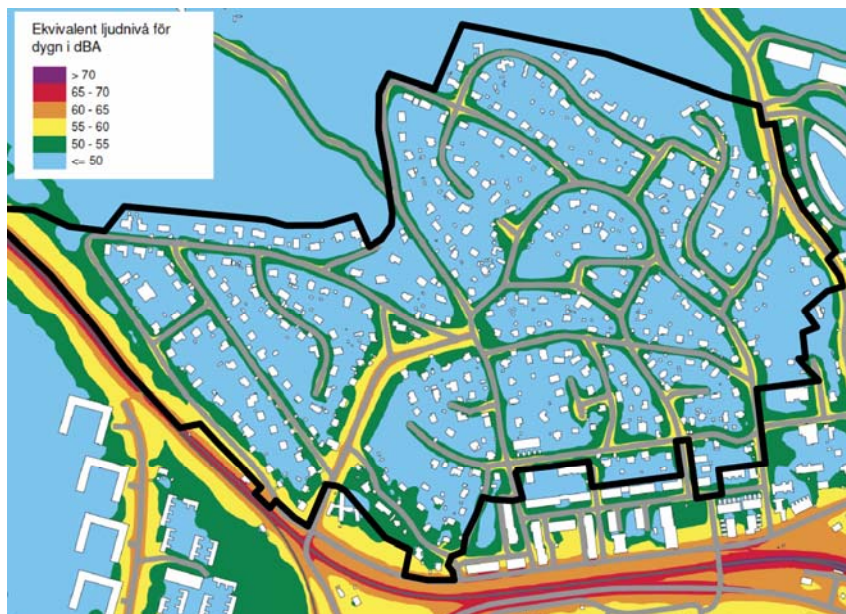 Ekvivalent ljudnivå för
dygn i dBA
> 70
65 - 70
60 - 65
55 - 60
50 - 55
<= 50